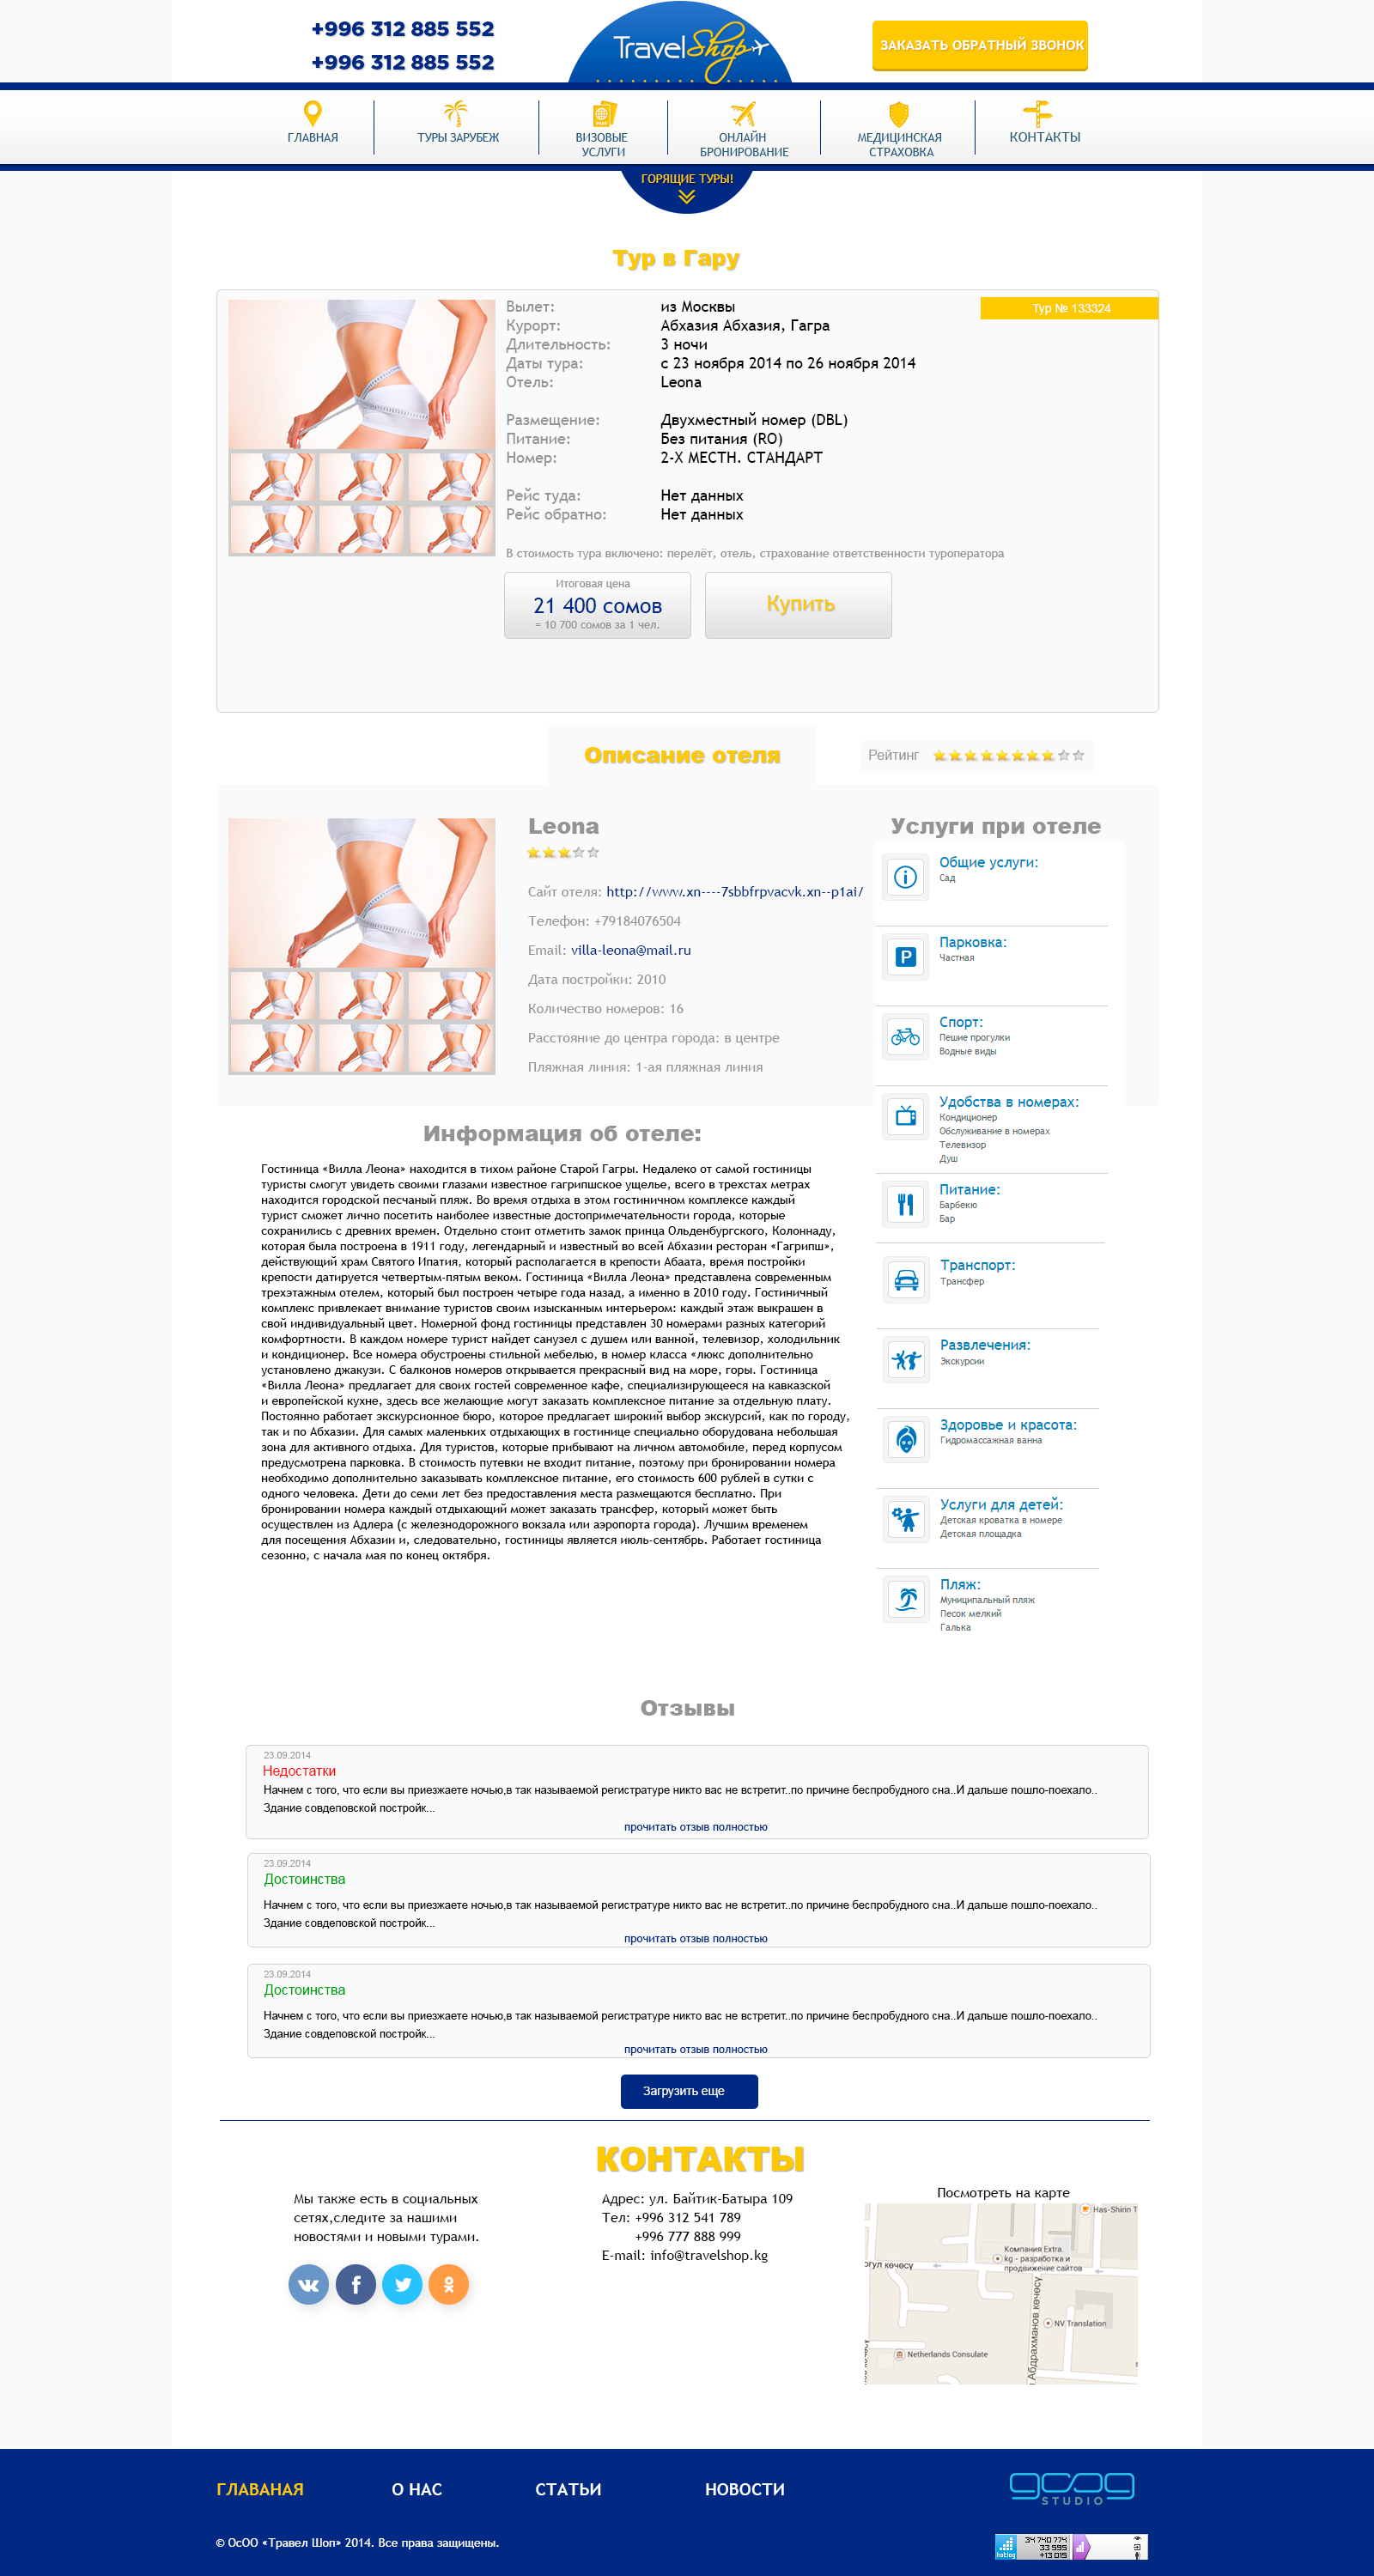 +996 312 885 552
+996 312 885 552
TravelShop
ЗАКАЗАТЬ ОБРАТНЫЙ ЗВОНОК
ГЛАВНАЯ
ТУРЫ ЗАРУБЕЖ
ВИЗОВЫЕ
УСЛУГИ
ОНЛАЙН
БРОНИРОВАНИЕ
МЕДИЦИНСКАЯ
СТРАХОВКА
КОНТАКТЫ
ГОРЯЩИЕ ТУРЫ!
Тур в Гару
Тур № 133324
Вылет: из Москвы
Курорт: Абхазия Абхазия, Гагра
Длительность: 3 ночи
Даты тура: с 23 ноября 2014 по 26 ноября 2014
Отель: Leona
Размещение: Двухместный номер (DBL)
Питание: Без питания (RO)
Номер: 2-Х МЕСТН. СТАНДАРТ
Рейс туда: Нет данных
Рейс обратно: Нет данных
В стоимость тура включено: перелёт, отель, страхование ответственности туроператора
Итоговая цена
21 400 сомов
= 10 700 сомов за 1 чел.
Купить
Описание отеля
Рейтинг
Leona
Сайт отеля: http://www.xn----7sbbfrpvacvk.xn--p1ai/
Телефон: +79184076504
Email: villa-leona@mail.ru
Дата постройки: 2010
Количество номеров: 16
Расстояние до центра города: в центре
Пляжная линия: 1-ая пляжная линия
Услуги при отеле
Общие услуги:
Сад
Парковка:
Частная
Спорт:
Пешие прогулки
Водные виды
Удобства в номерах:
Кондиционер
Обслуживание в номерах
Телевизор
Душ
Питание:
Барбекю
Бар
Транспорт:
Трансфер
Развлечения:
Экскурсии
Здоровье и красота:
Гидромассажная ванна
Услуги для детей:
Детская кроватка в номере
Детская площадка
Пляж:
Муниципальный пляж
Песок мелкий
Галька
Информация об отеле:
Гостиница «Вилла Леона» находится в тихом районе Старой Гагры. Недалеко от самой гостиницы
туристы смогут увидеть своими глазами известное гагрипшское ущелье, всего в трехстах метрах
находится городской песчаный пляж. Во время отдыха в этом гостиничном комплексе каждый
турист сможет лично посетить наиболее известные достопримечательности города, которые
сохранились с древних времен. Отдельно стоит отметить замок принца Ольденбургского, Колоннаду,
которая была построена в 1911 году, легендарный и известный во всей Абхазии ресторан «Гагрипш»,
действующий храм Святого Ипатия, который располагается в крепости Абаата, время постройки
крепости датируется четвертым-пятым веком. Гостиница «Вилла Леона» представлена современным
трехэтажным отелем, который был построен четыре года назад, а именно в 2010 году. Гостиничный
комплекс привлекает внимание туристов своим изысканным интерьером: каждый этаж выкрашен в
свой индивидуальный цвет. Номерной фонд гостиницы представлен 30 номерами разных категорий
комфортности. В каждом номере турист найдет санузел с душем или ванной, телевизор, холодильник
и кондиционер. Все номера обустроены стильной мебелью, в номер класса «люкс дополнительно
установлено джакузи. С балконов номеров открывается прекрасный вид на море, горы. Гостиница
«Вилла Леона» предлагает для своих гостей современное кафе, специализирующееся на кавказской
и европейской кухне, здесь все желающие могут заказать комплексное питание за отдельную плату.
Постоянно работает экскурсионное бюро, которое предлагает широкий выбор экскурсий, как по городу,
так и по Абхазии. Для самых маленьких отдыхающих в гостинице специально оборудована небольшая
зона для активного отдыха. Для туристов, которые прибывают на личном автомобиле, перед корпусом
предусмотрена парковка. В стоимость путевки не входит питание, поэтому при бронировании номера
необходимо дополнительно заказывать комплексное питание, его стоимость 600 рублей в сутки с
одного человека. Дети до семи лет без предоставления места размещаются бесплатно. При
бронировании номера каждый отдыхающий может заказать трансфер, который может быть
осуществлен из Адлера (с железнодорожного вокзала или аэропорта города). Лучшим временем
для посещения Абхазии и, следовательно, гостиницы является июль-сентябрь. Работает гостиница
сезонно, с начала мая по конец октября.
Отзывы
23.09.2014
Недостатки
Начнем с того, что если вы приезжаете ночью,в так называемой регистратуре никто вас не встретит..по причине беспробудного сна..И дальше пошло-поехало..
Здание совдеповской постройк...
прочитать отзыв полностью
23.09.2014
Достоинства
Начнем с того, что если вы приезжаете ночью,в так называемой регистратуре никто вас не встретит..по причине беспробудного сна..И дальше пошло-поехало..
Здание совдеповской постройк...
прочитать отзыв полностью
23.09.2014
Достоинства
Начнем с того, что если вы приезжаете ночью,в так называемой регистратуре никто вас не встретит..по причине беспробудного сна..И дальше пошло-поехало..
Здание совдеповской постройк...
прочитать отзыв полностью
Загрузить еще
КОНТАКТЫ
Мы также есть в социальных
сетях,следите за нашими
новостями и новыми турами.
Адрес: ул. Байтик-Батыра 109
Тел: +996 312 541 789
+996 777 888 999
E-mail: info@travelshop.kg
Посмотреть на карте
Has-Shirin
Компания Extra.
kg - разработка и
продвижение сайтов
огул көчөсү
NV Translation
Абдрахманов көчөсү
Netherlands Consulate
ГЛАВАНАЯ
О НАС
СТАТЬИ
НОВОСТИ
goog
STUDIO
© ОсОО «Травел Шоп» 2014. Все права защищены.
hotlog
34 740 774
33 595
+13 015